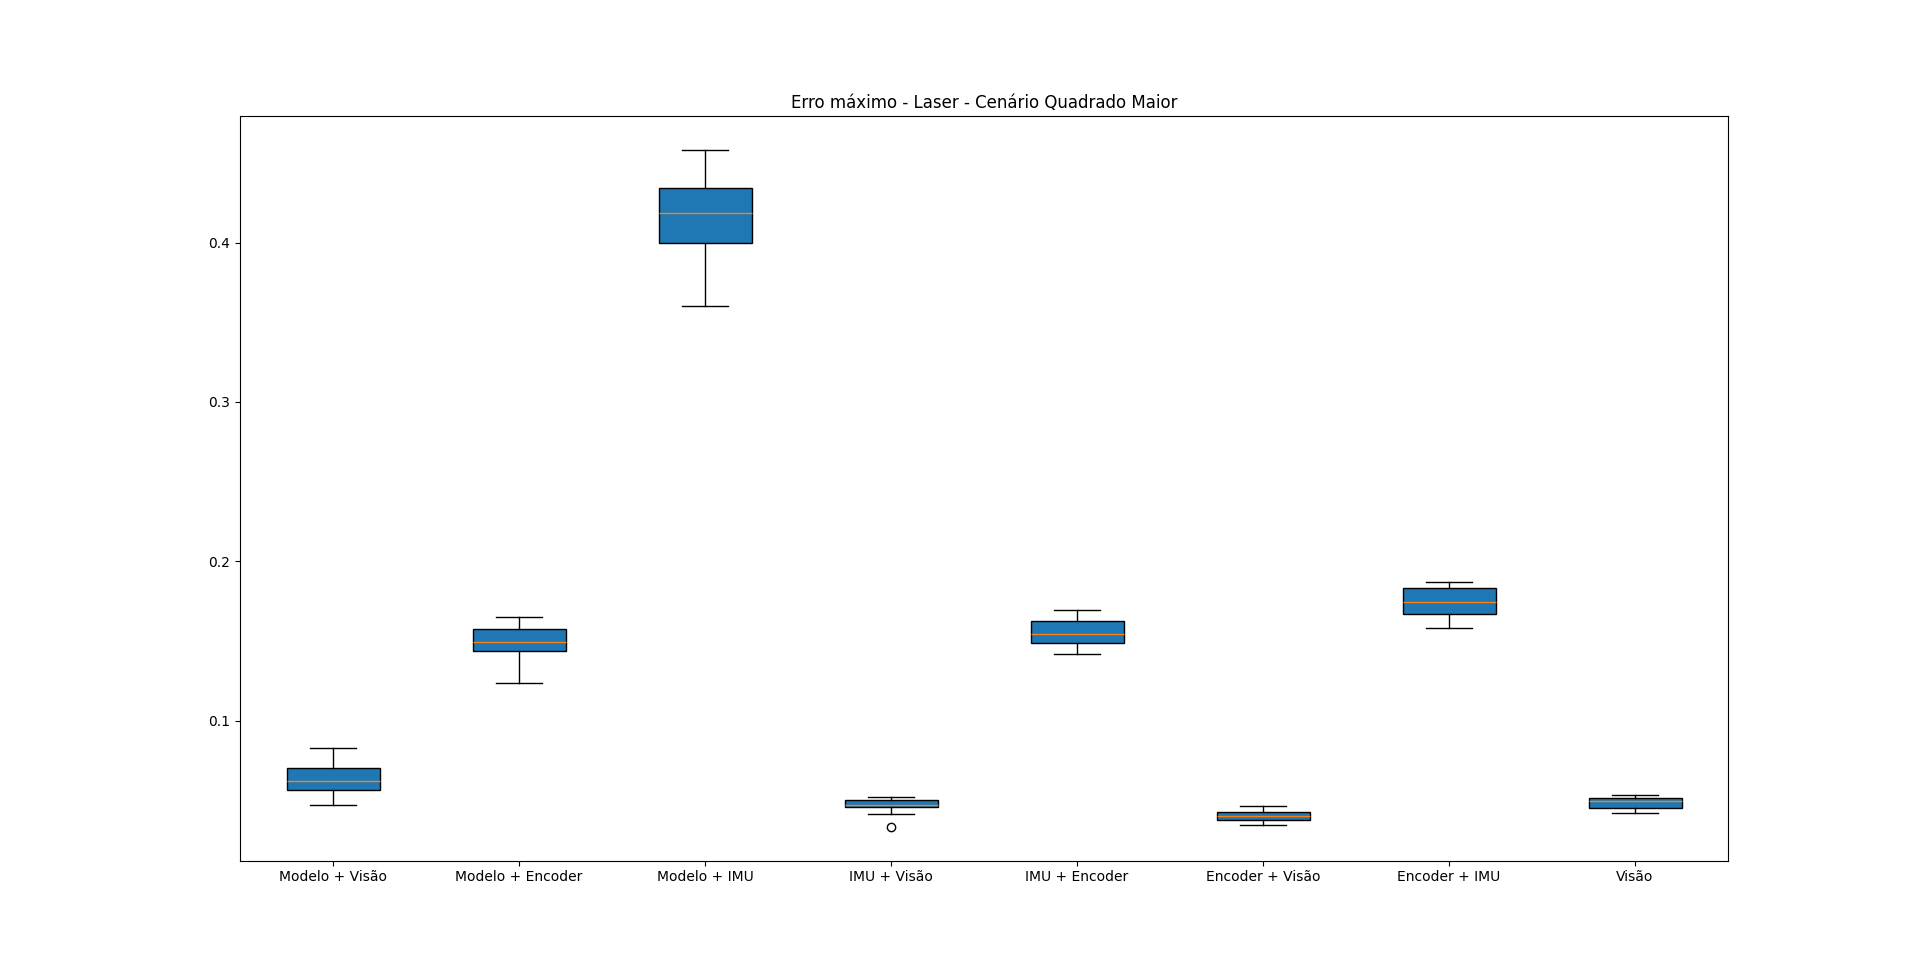 Erro máximo - Laser - Cenário Quadrado Maior
0.4
0.3
0.2
0.1
Modelo + Visão Modelo + Encoder Modelo + IMU IMU + Visão IMU + Encoder Encoder + Visão Encoder + IMU Visão